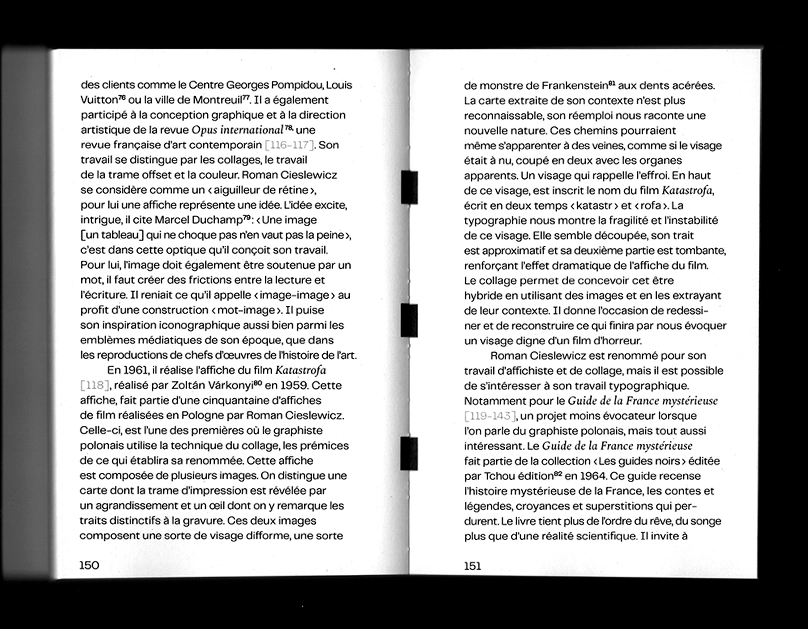 des clients comme le Centre Georges Pompidou, Louis
Vuitton⁷⁶ ou la ville de Montreuil⁷⁷. Il a également
participé à la conception graphique et à la direction
artistique de la revue Opus international⁷⁸, une
revue française d'art contemporain [116-117]. Son
travail se distingue par les collages, le travail
de la trame offset et la couleur. Roman Cieslewicz
se considère comme un ‹aiguilleur de rétine›,
pour lui une affiche représente une idée. L'idée excite,
intrigue, il cite Marcel Duchamp⁷⁹: ‹Une image
[un tableau] qui ne choque pas n'en vaut pas la peine›,
c'est dans cette optique qu'il conçoit son travail.
Pour lui, l'image doit également être soutenue par un
mot, il faut créer des frictions entre la lecture et
l'écriture. Il reniait ce qu'il appelle ‹image-image› au
profit d'une construction ‹mot-image›. Il puise
son inspiration iconographique aussi bien parmi les
emblèmes médiatiques de son époque, que dans
les reproductions de chefs d'œuvres de l'histoire de l'art.
En 1961, il réalise l'affiche du film Katastrofa
[118], réalisé par Zoltán Várkonyi⁸⁰ en 1959. Cette
affiche, fait partie d'une cinquantaine d'affiches
de film réalisées en Pologne par Roman Cieslewicz.
Celle-ci, est l'une des premières où le graphiste
polonais utilise la technique du collage, les prémices
de ce qui établira sa renommée. Cette affiche
est composée de plusieurs images. On distingue une
carte dont la trame d'impression est révélée par
un agrandissement et un œil dont on y remarque les
traits distinctifs à la gravure. Ces deux images
composent une sorte de visage difforme, une sorte
150
de monstre de Frankenstein⁸¹ aux dents acérées.
La carte extraite de son contexte n'est plus
reconnaissable, son réemploi nous raconte une
nouvelle nature. Ces chemins pourraient
même s'apparenter à des veines, comme si le visage
était à nu, coupé en deux avec les organes
apparents. Un visage qui rappelle l'effroi. En haut
de ce visage, est inscrit le nom du film Katastrofa,
écrit en deux temps ‹katastr› et ‹rofa›. La
typographie nous montre la fragilité et l'instabilité
de ce visage. Elle semble découpée, son trait
est approximatif et sa deuxième partie est tombante,
renforçant l'effet dramatique de l'affiche du film.
Le collage permet de concevoir cet être
hybride en utilisant des images et en les extrayant
de leur contexte. Il donne l'occasion de redessi-
ner et de reconstruire ce qui finira par nous évoquer
un visage digne d'un film d'horreur.
Roman Cieslewicz est renommé pour son
travail d'affichiste et de collage, mais il est possible
de s'intéresser à son travail typographique.
Notamment pour le Guide de la France mystérieuse
[119-143], un projet moins évocateur lorsque
l'on parle du graphiste polonais, mais tout aussi
intéressant. Le Guide de la France mystérieuse
fait partie de la collection ‹Les guides noirs› éditée
par Tchou édition⁸² en 1964. Ce guide recense
l'histoire mystérieuse de la France, les contes et
légendes, croyances et superstitions qui per-
durent. Le livre tient plus de l'ordre du rêve, du songe
plus que d'une réalité scientifique. Il invite à
151